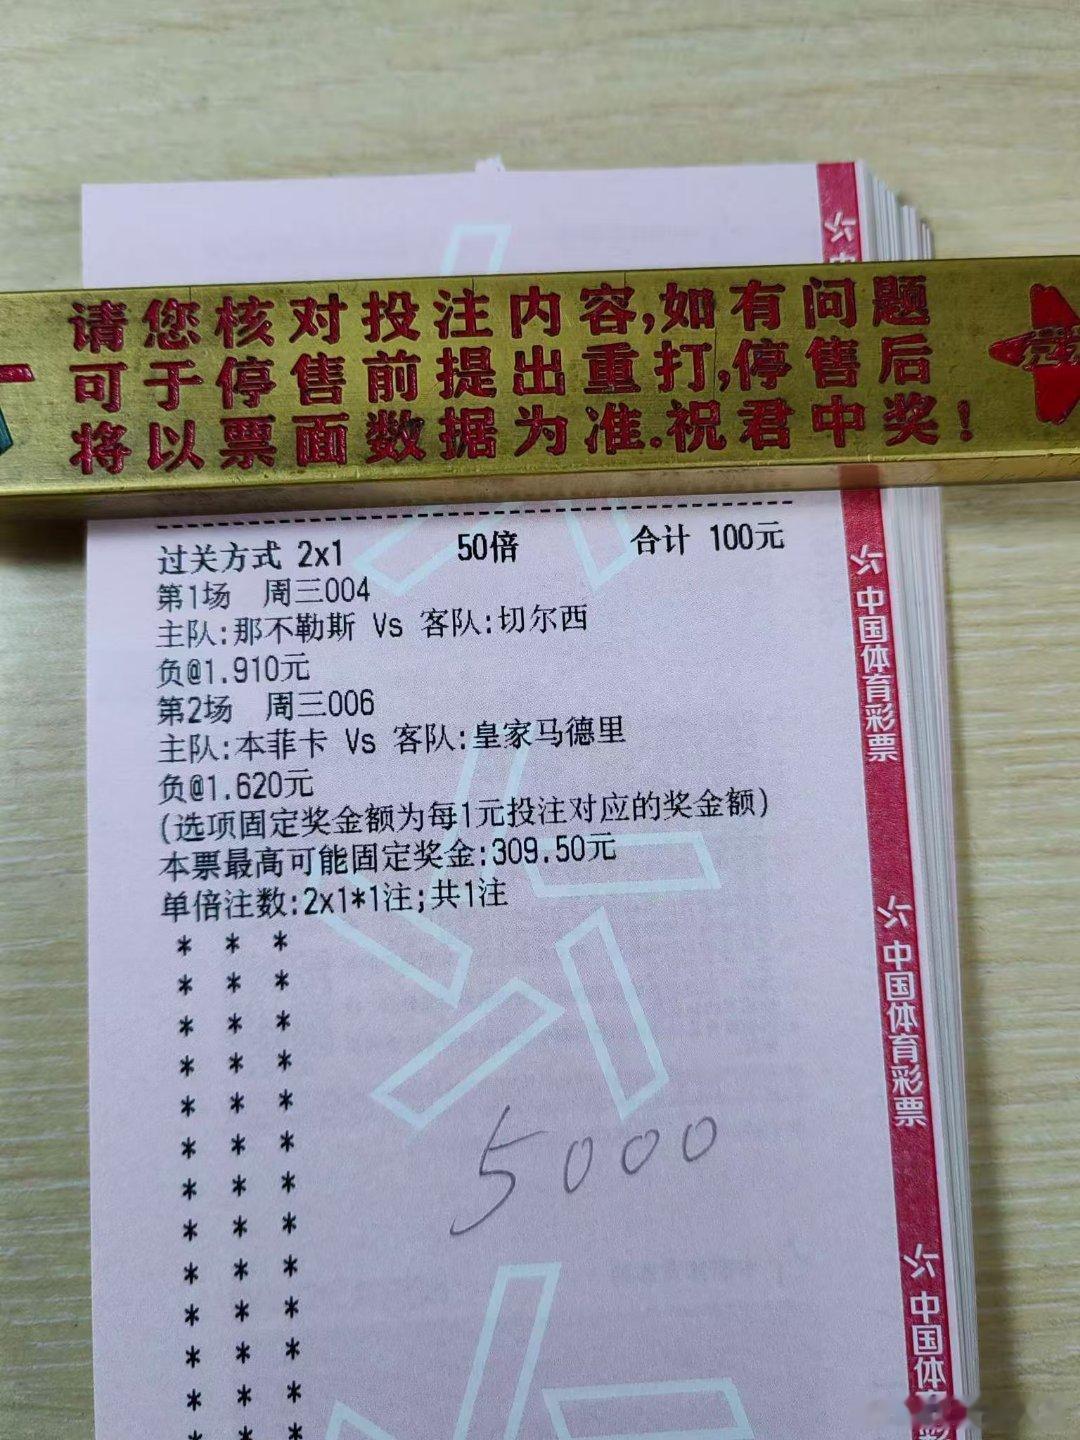 请您核对投注内容,如有问题
可于停售前提出重打,停售后
将以票面数据为准.祝君中奖!
过关方式 2x1 50倍 合计 100元
第1场 周三004
主队:那不勒斯 Vs 客队:切尔西
负@1.910元
第2场 周三006
主队:本菲卡 Vs 客队:皇家马德里
负@1.620元
(选项固定奖金额为每1元投注对应的奖金额)
本票最高可能固定奖金:309.50元
单倍注数:2x1*1注;共1注
* * *
* * *
* * *
* * *
* * *
* * *
* * *
* * *
* * *
* * *
* * *
* * *
* * *
5000
中国体育彩票
中国体育彩票
中国体